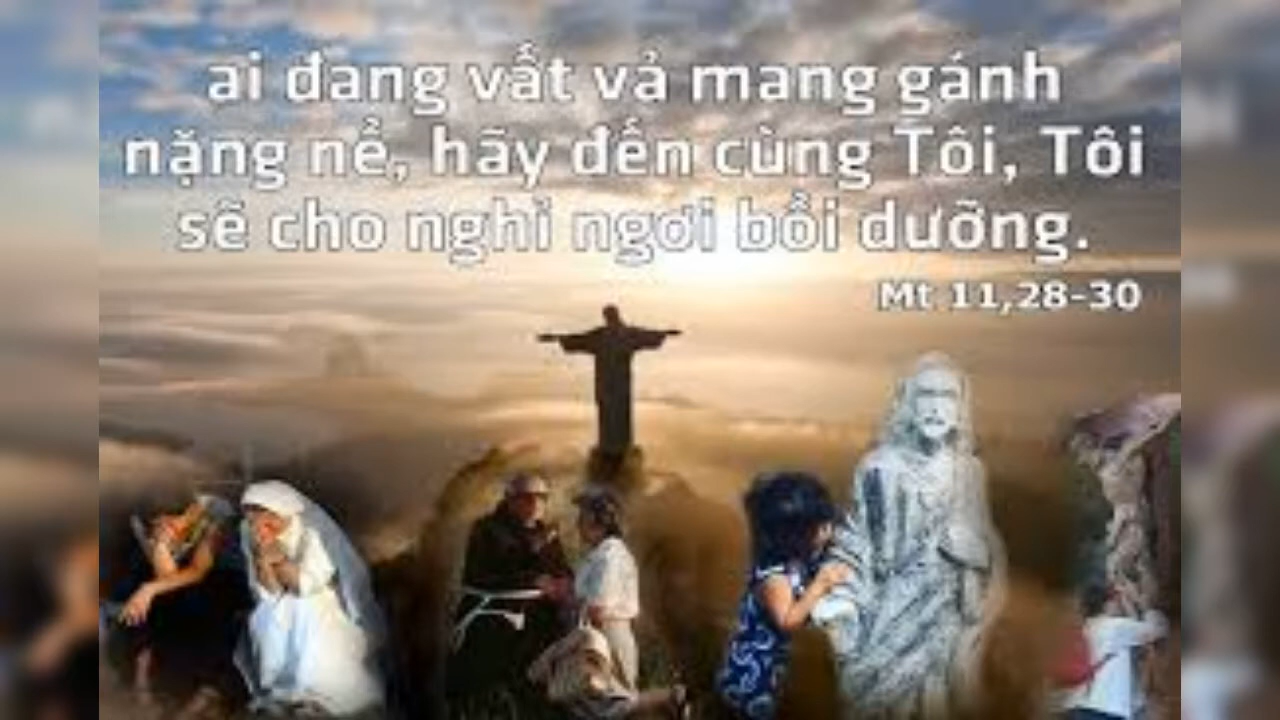 ai đang vất vả mang gánh
nặng nề, hãy đến cùng Tôi, Tôi
sẽ cho nghỉ ngơi bồi dưỡng.
Mt 11,28-30